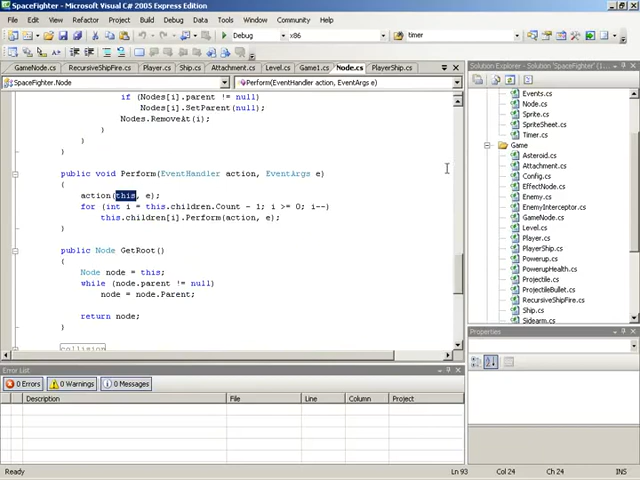 SpaceFighter - Microsoft Visual C# 2005 Express Edition
File Edit View Refactor Project Build Debug Data Tools Window Community Help
Debug x86 timer
GameNode.cs RecursiveShipFire.cs Player.cs Ship.cs Attachment.cs Level.cs Game1.cs Node.cs PlayerShip.cs
SpaceFighter.Node Perform(EventHandler action, EventArgs e)
if (Nodes[i].parent != null)
Nodes[i].SetParent(null);
Nodes.RemoveAt(i);
}
}
}
public void Perform(EventHandler action, EventArgs e)
{
action(this, e);
for (int i = this.children.Count - 1; i >= 0; i--)
this.children[i].Perform(action, e);
}
public Node GetRoot()
{
Node node = this;
while (node.parent != null)
node = node.Parent;
return node;
}
collision
Solution Explorer - Solution 'SpaceFighter' (1...
Events.cs
Node.cs
Sprite.cs
SpriteSheet.cs
Timer.cs
Game
Asteroid.cs
Attachment.cs
Config.cs
EffectNode.cs
Enemy.cs
EnemyInterceptor.cs
GameNode.cs
Level.cs
Player.cs
PlayerShip.cs
Powerup.cs
PowerupHealth.cs
Projectile.cs
ProjectileBullet.cs
RecursiveShipFire.cs
Ship.cs
Sidearm.cs
Properties
Error List
0 Errors 0 Warnings 0 Messages
Description File Line Column Project
Ready Ln 93 Col 24 Ch 24 INS